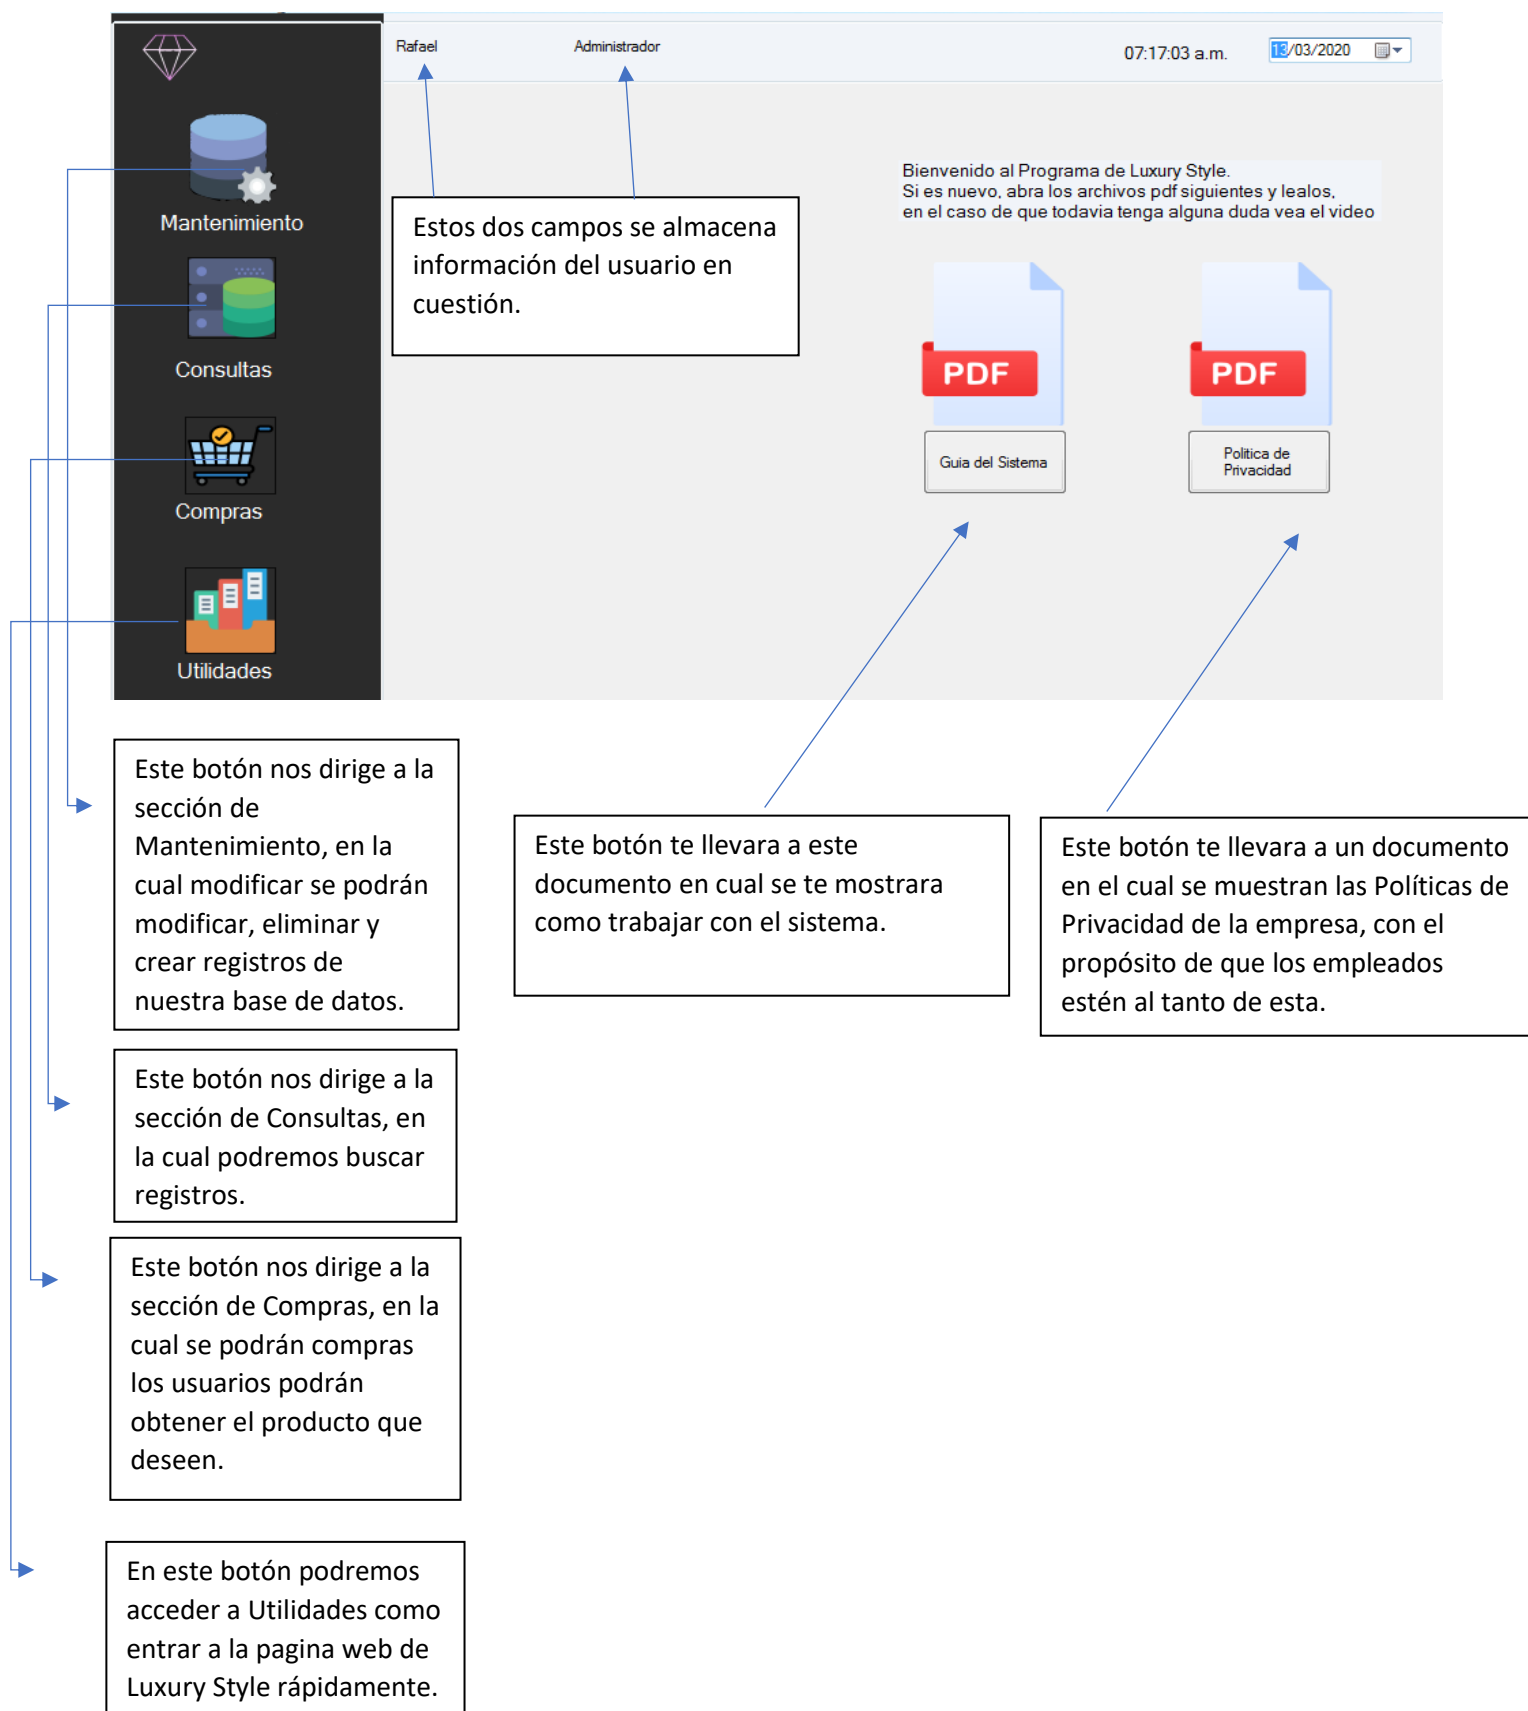 Rafael
Administrador
07:17:03 a.m.
13/03/2020
Mantenimiento
Consultas
Compras
Utilidades
Estos dos campos se almacena
información del usuario en
cuestión.
Bienvenido al Programa de Luxury Style.
Si es nuevo, abra los archivos pdf siguientes y lealos,
en el caso de que todavia tenga alguna duda vea el video
PDF
PDF
Guia del Sistema
Politica de
Privacidad
Este botón nos dirige a la
sección de
Mantenimiento, en la
cual modificar se podrán
modificar, eliminar y
crear registros de
nuestra base de datos.
Este botón te llevara a este
documento en cual se te mostrara
como trabajar con el sistema.
Este botón te llevara a un documento
en el cual se muestran las Políticas de
Privacidad de la empresa, con el
propósito de que los empleados
estén al tanto de esta.
Este botón nos dirige a la
sección de Consultas, en
la cual podremos buscar
registros.
Este botón nos dirige a la
sección de Compras, en la
cual se podrán compras
los usuarios podrán
obtener el producto que
deseen.
En este botón podremos
acceder a Utilidades como
entrar a la pagina web de
Luxury Style rápidamente.